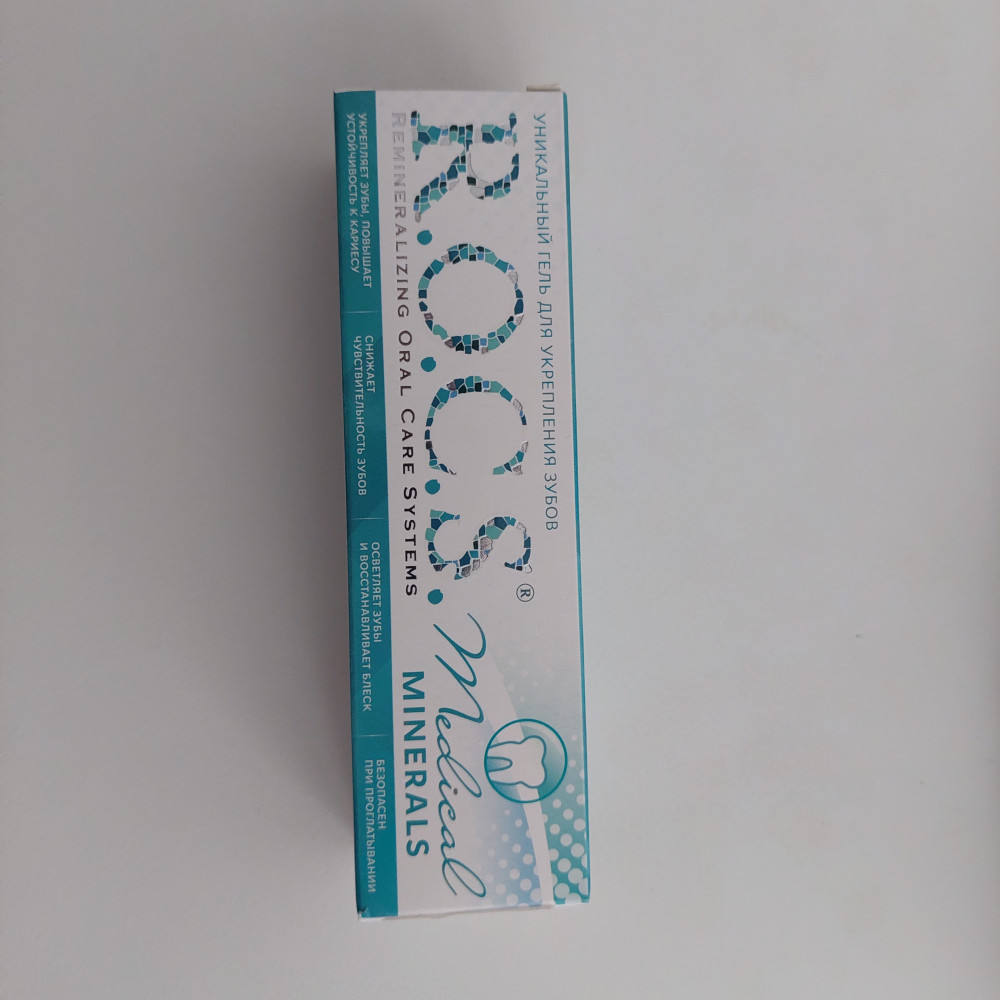 УНИКАЛЬНЫЙ ГЕЛЬ ДЛЯ УКРЕПЛЕНИЯ ЗУБОВ
R.O.C.S.®
REMINERALIZING ORAL CARE SYSTEMS
Medical
MINERALS
УКРЕПЛЯЕТ ЗУБЫ, ПОВЫШАЕТ
УСТОЙЧИВОСТЬ К КАРИЕСУ
СНИЖАЕТ
ЧУВСТВИТЕЛЬНОСТЬ ЗУБОВ
ОСВЕТЛЯЕТ ЗУБЫ
И ВОССТАНАВЛИВАЕТ БЛЕСК
БЕЗОПАСЕН
ПРИ ПРОГЛАТЫВАНИИ